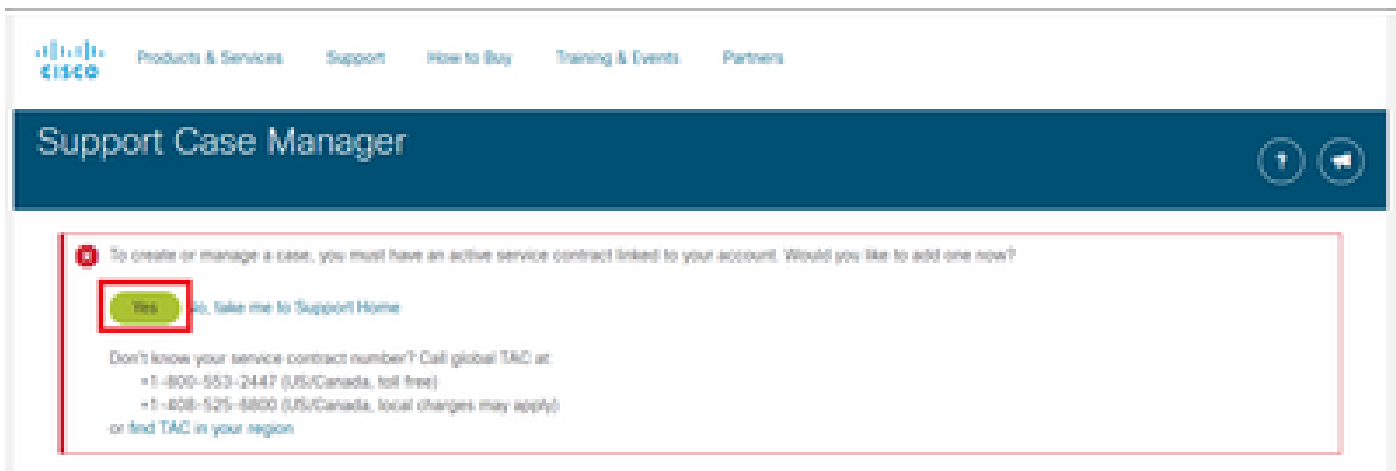 CISCO
Products & Services Support How to Buy Training & Events Partners
Support Case Manager
?
To create or manage a case, you must have an active service contract linked to your account. Would you like to add one now?
Yes o, take me to Support Home
Don't know your service contract number? Call global TAC at:
+1-800-553-2447 (US/Canada, toll free)
+1-408-525-6800 (US/Canada, local charges may apply)
or find TAC in your region